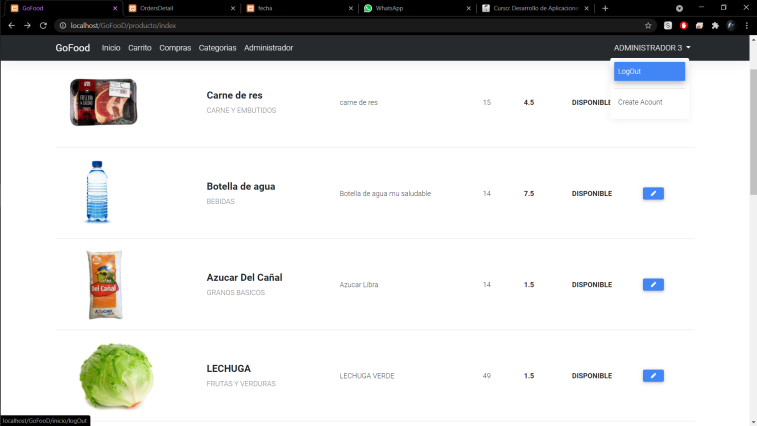 GoFood
OrdersDetail
fecha
WhatsApp
Curso: Desarrollo de Aplicacione
localhost/GoFooD/producto/index
GoFood Inicio Carrito Compras Categorias Administrador ADMINISTRADOR 3
LogOut
Create Acount
Carne de res
CARNE Y EMBUTIDOS
carne de res 15 4.5 DISPONIBLE
Botella de agua
BEBIDAS
Botella de agua mu saludable 14 7.5 DISPONIBLE
Del Cañal
AZUCAR
Azucar Del Cañal
GRANOS BASICOS
Azucar Libra 14 1.5 DISPONIBLE
LECHUGA
FRUTAS Y VERDURAS
LECHUGA VERDE 49 1.5 DISPONIBLE
localhost/GoFooD/inicio/logOut